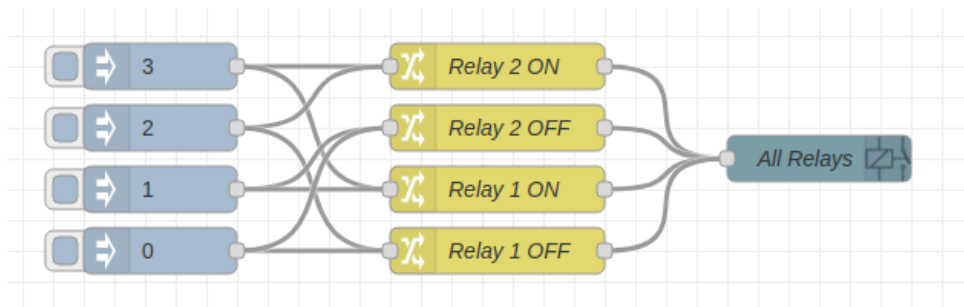 3
Relay 2 ON
2
Relay 2 OFF
All Relays
1
Relay 1 ON
0
Relay 1 OFF